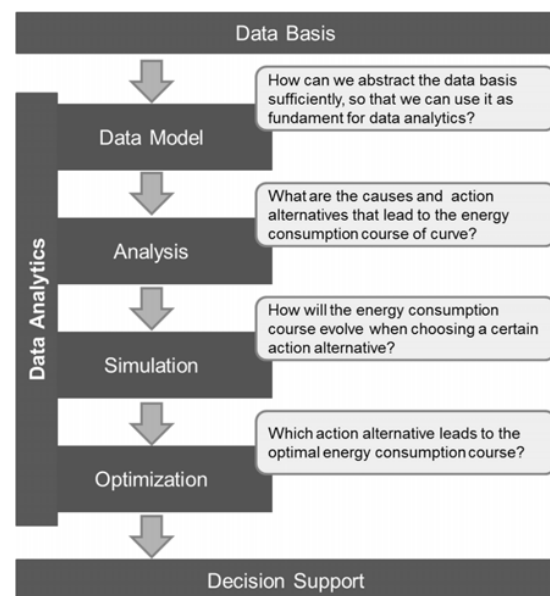 Data Basis
How can we abstract the data basis
sufficiently, so that we can use it as
fundament for data analytics?
Data Model
What are the causes and action
alternatives that lead to the energy
consumption course of curve?
Analysis
Data Analytics
How will the energy consumption
course evolve when choosing a certain
action alternative?
Simulation
Which action alternative leads to the
optimal energy consumption course?
Optimization
Decision Support